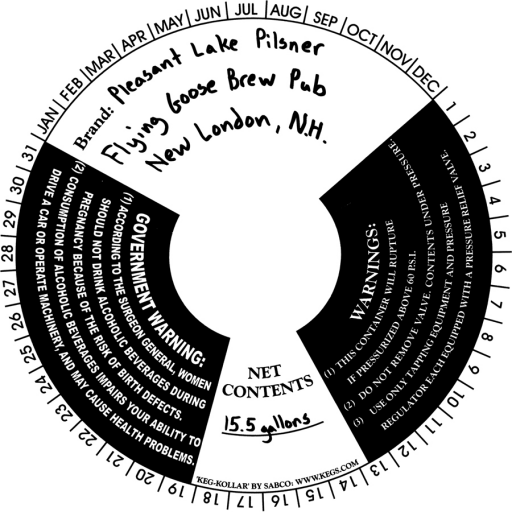 JAN | FEB | MAR | APR | MAY | JUN | JUL | AUG | SEP | OCT | NOV | DEC
1 | 2 | 3 | 4 | 5 | 6 | 7 | 8 | 9 | 10 | 11 | 12 | 13 | 14 | 15 | 16 | 17 | 18 | 19 | 20 | 21 | 22 | 23 | 24 | 25 | 26 | 27 | 28 | 29 | 30 | 31
Brand: Pleasant Lake Pilsner
Flying Goose Brew Pub
New London, N.H.
WARNINGS:
(1) THIS CONTAINER WILL RUPTURE
IF PRESSURIZED ABOVE 60 P.S.I.
(2) DO NOT REMOVE VALVE. CONTENTS UNDER PRESSURE
(3) USE ONLY TAPPING EQUIPMENT AND PRESSURE
REGULATOR EACH EQUIPPED WITH A PRESSURE RELIEF VALVE.
GOVERNMENT WARNING:
(1) ACCORDING TO THE SURGEON GENERAL, WOMEN
SHOULD NOT DRINK ALCOHOLIC BEVERAGES DURING
PREGNANCY BECAUSE OF THE RISK OF BIRTH DEFECTS.
(2) CONSUMPTION OF ALCOHOLIC BEVERAGES IMPAIRS YOUR ABILITY TO
DRIVE A CAR OR OPERATE MACHINERY, AND MAY CAUSE HEALTH PROBLEMS.
NET
CONTENTS
15.5 gallons
'KEG-KOLLAR' BY SABCO: WWW.KEGS.COM